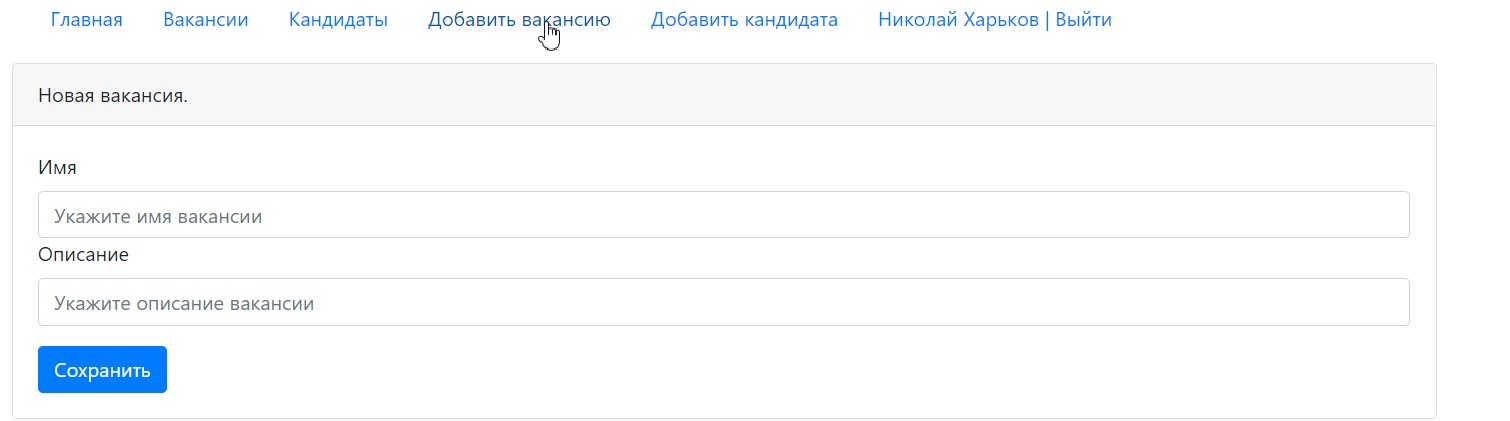 Главная Вакансии Кандидаты Добавить вакансию Добавить кандидата Николай Харьков | Выйти
Новая вакансия.
Имя
Укажите имя вакансии
Описание
Укажите описание вакансии
Сохранить